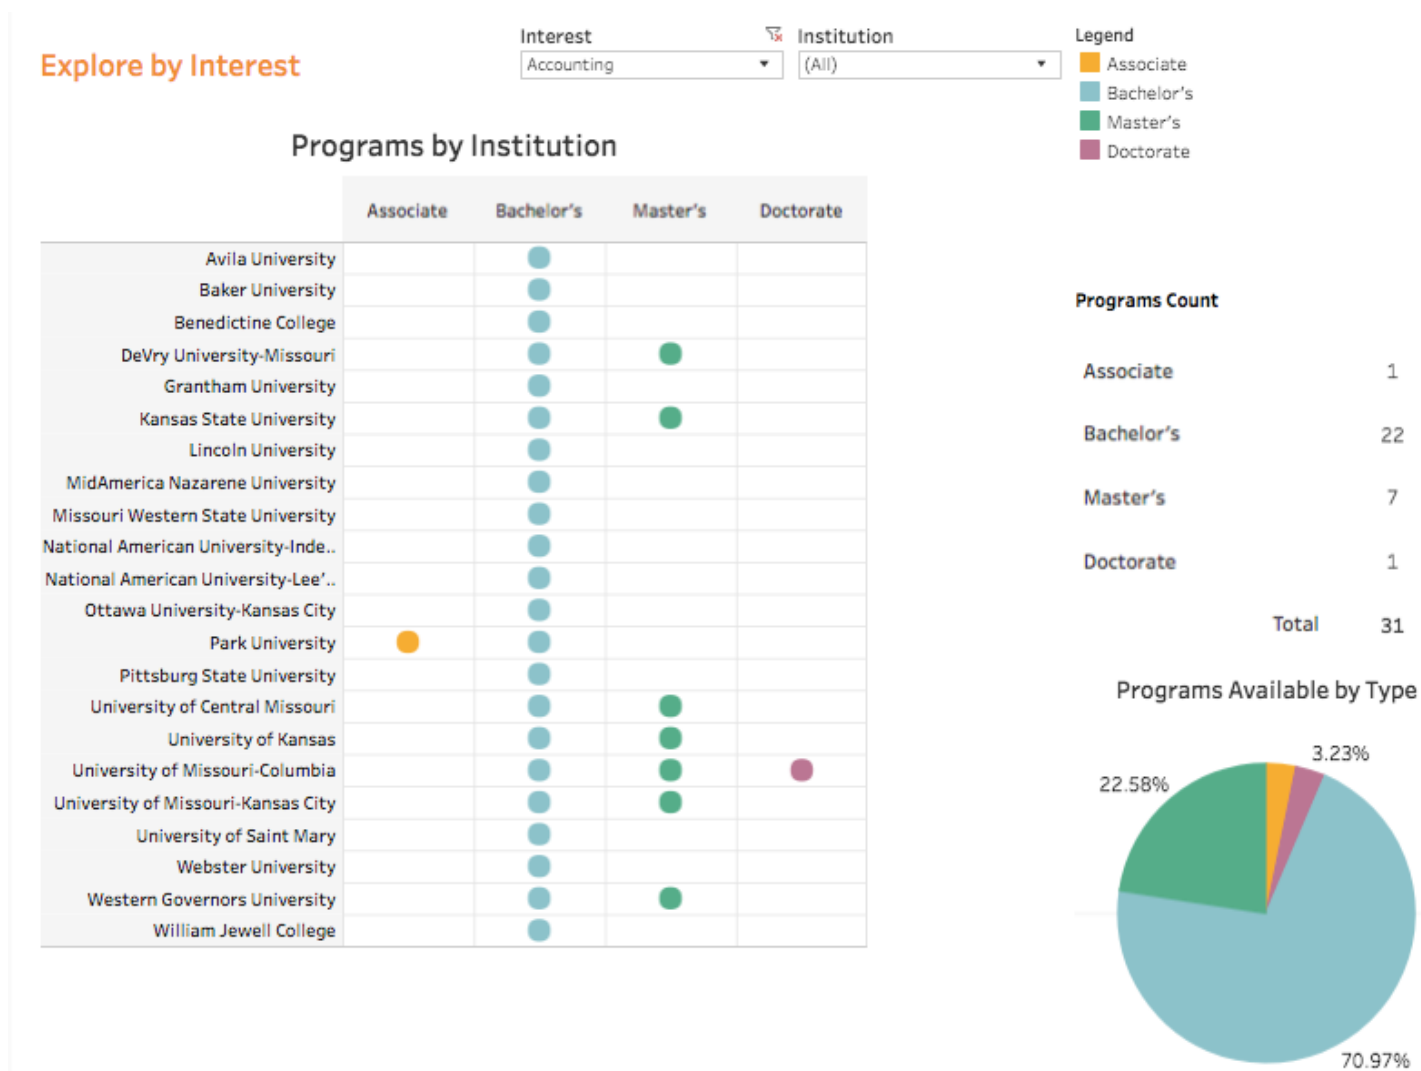 Explore by Interest
Interest
Accounting
Institution
(All)
Legend
Associate
Bachelor's
Master's
Doctorate
Programs by Institution
Associate Bachelor's Master's Doctorate
Avila University
Baker University
Benedictine College
DeVry University-Missouri
Grantham University
Kansas State University
Lincoln University
MidAmerica Nazarene University
Missouri Western State University
National American University-Inde..
National American University-Lee'..
Ottawa University-Kansas City
Park University
Pittsburg State University
University of Central Missouri
University of Kansas
University of Missouri-Columbia
University of Missouri-Kansas City
University of Saint Mary
Webster University
Western Governors University
William Jewell College
Programs Count
Associate 1
Bachelor's 22
Master's 7
Doctorate 1
Total 31
Programs Available by Type
3.23%
22.58%
70.97%